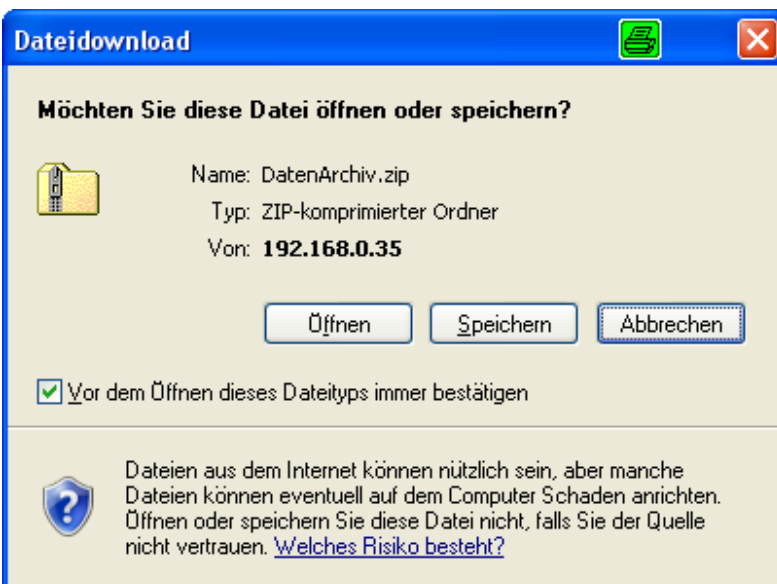 Dateidownload
Möchten Sie diese Datei öffnen oder speichern?
Name: DatenArchiv.zip
Typ: ZIP-komprimierter Ordner
Von: 192.168.0.35
Öffnen Speichern Abbrechen
Vor dem Öffnen dieses Dateityps immer bestätigen
Dateien aus dem Internet können nützlich sein, aber manche
Dateien können eventuell auf dem Computer Schaden anrichten.
Öffnen oder speichern Sie diese Datei nicht, falls Sie der Quelle
nicht vertrauen. Welches Risiko besteht?